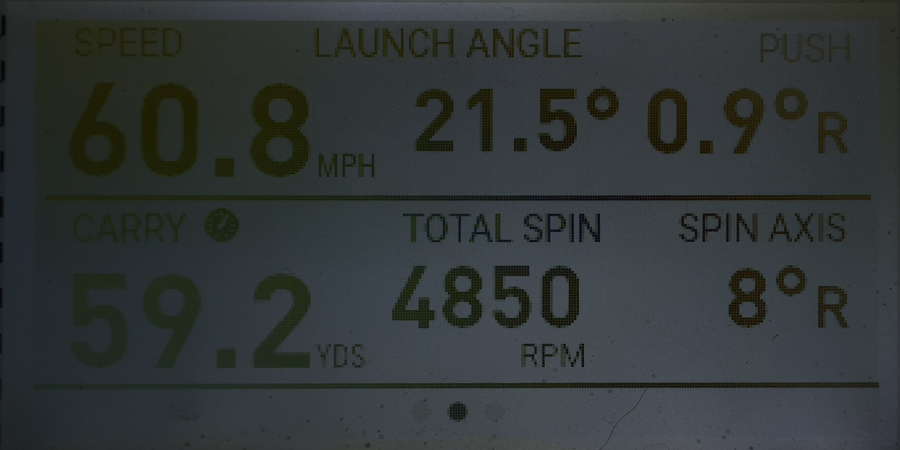 SPEED LAUNCH ANGLE PUSH
60.8 MPH 21.5° 0.9° R
CARRY TOTAL SPIN SPIN AXIS
59.2 YDS 4850 8° R
RPM